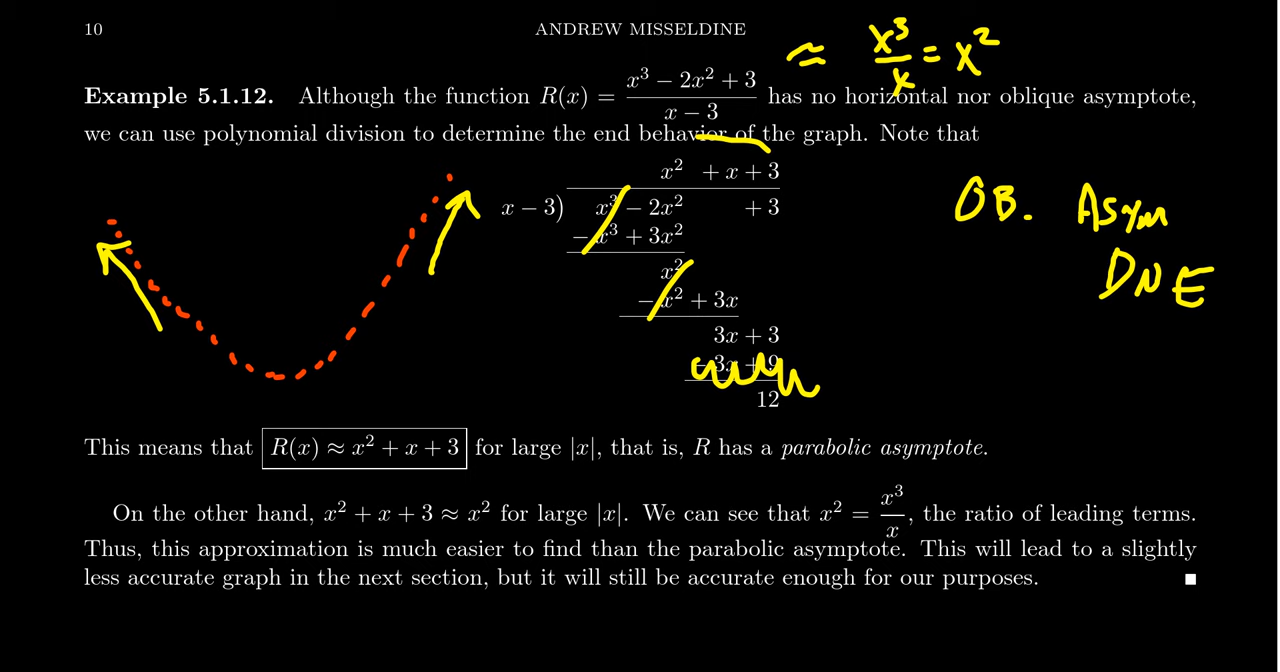 10 ANDREW MISSELDINE
≈ x³/x = x²
Example 5.1.12. Although the function R(x) = (x³ − 2x² + 3)/(x − 3) has no horizontal nor oblique asymptote,
we can use polynomial division to determine the end behavior of the graph. Note that
x² + x + 3
x − 3) x³ − 2x² + 3
− x³ + 3x²
x²
− x² + 3x
3x + 3
− 3x + 9
12
OB. Asym
DNE
This means that R(x) ≈ x² + x + 3 for large |x|, that is, R has a parabolic asymptote.
On the other hand, x² + x + 3 ≈ x² for large |x|. We can see that x² = x³/x, the ratio of leading terms.
Thus, this approximation is much easier to find than the parabolic asymptote. This will lead to a slightly
less accurate graph in the next section, but it will still be accurate enough for our purposes. ■